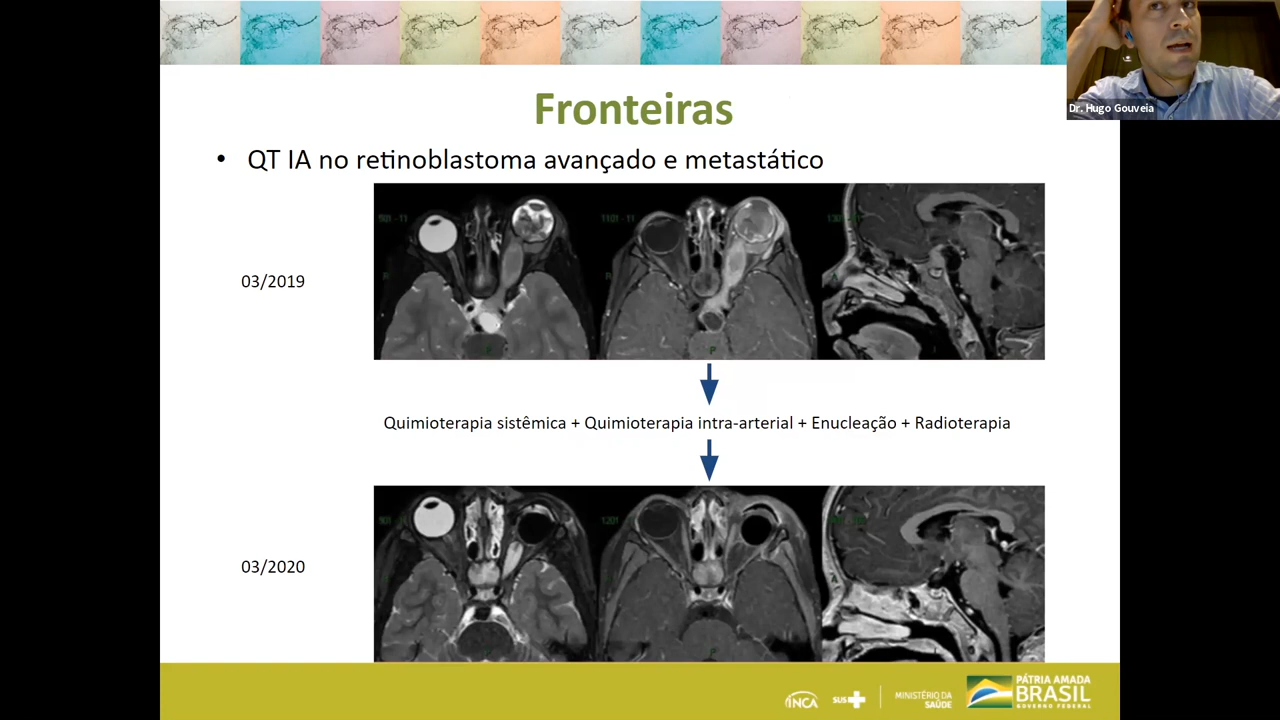 Dr. Hugo Gouveia
Fronteiras
• QT IA no retinoblastoma avançado e metastático
03/2019
Quimioterapia sistêmica + Quimioterapia intra-arterial + Enucleação + Radioterapia
03/2020
INCA
SUS
MINISTÉRIO DA
SAÚDE
PÁTRIA AMADA
BRASIL
GOVERNO FEDERAL